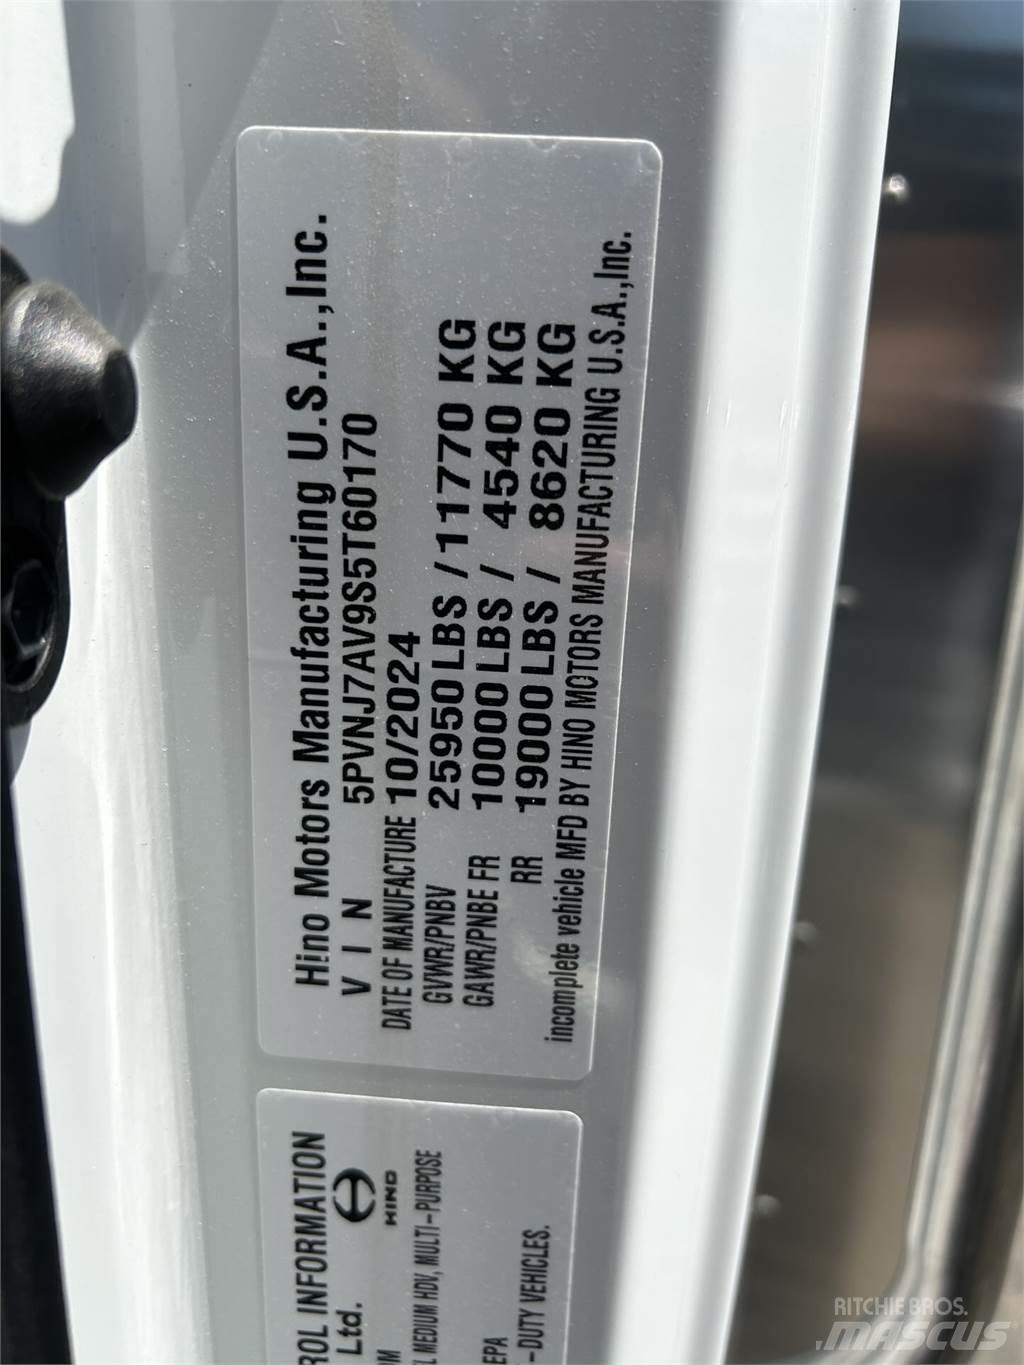 Hino Motors Manufacturing U.S.A.,Inc.
VIN 5PVNJ7AV9S5T60170
DATE OF MANUFACTURE 10/2024
GVWR/PNBV 25950 LBS / 11770 KG
GAWR/PNBE FR 10000 LBS / 4540 KG
RR 19000 LBS / 8620 KG
incomplete vehicle MFD BY HINO MOTORS MANUFACTURING U.S.A.,Inc.
ROL INFORMATION
Ltd.
HINO
OM
L MEDIUM HDV, MULTI-PURPOSE
EPA
-DUTY VEHICLES.
RITCHIE BROS.
MASCUS